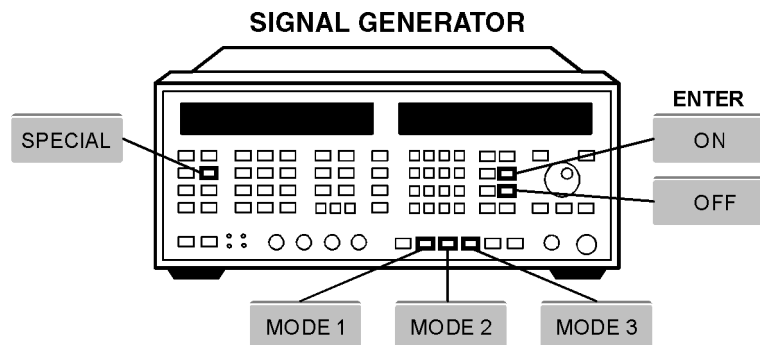 SIGNAL GENERATOR
ENTER
SPECIAL
ON
OFF
MODE 1
MODE 2
MODE 3